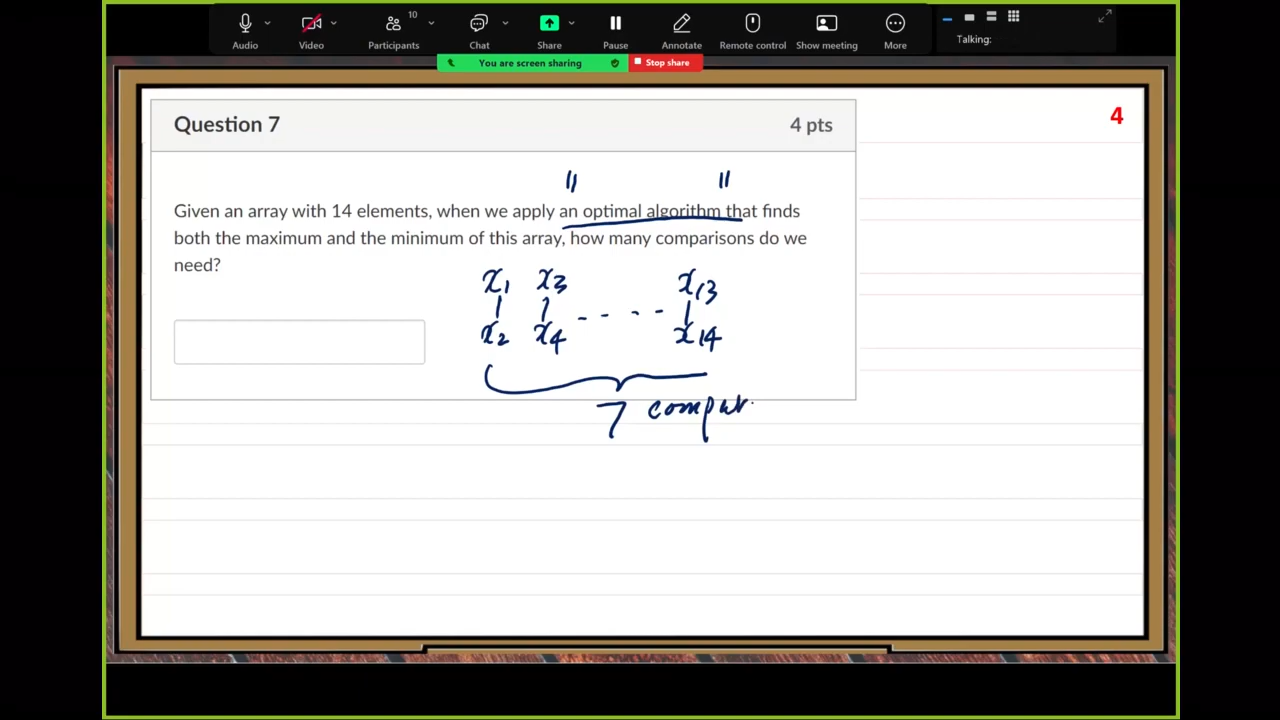 10
Audio Video Participants Chat Share Pause Annotate Remote control Show meeting More
Talking:
You are screen sharing Stop share
Question 7 4 pts
4
Given an array with 14 elements, when we apply an optimal algorithm that finds
both the maximum and the minimum of this array, how many comparisons do we
need?
x1 x3 x13
x2 x4 - - - - x14
7 compar